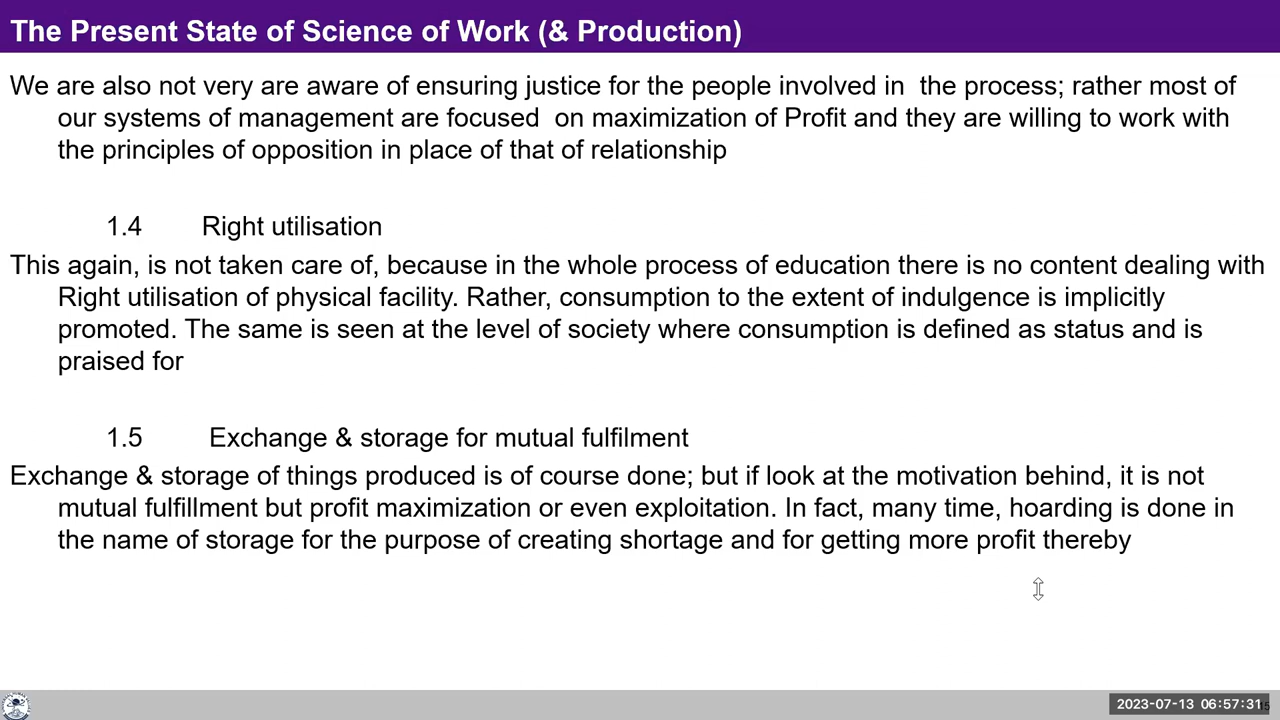 The Present State of Science of Work (& Production)
We are also not very are aware of ensuring justice for the people involved in the process; rather most of
our systems of management are focused on maximization of Profit and they are willing to work with
the principles of opposition in place of that of relationship
1.4 Right utilisation
This again, is not taken care of, because in the whole process of education there is no content dealing with
Right utilisation of physical facility. Rather, consumption to the extent of indulgence is implicitly
promoted. The same is seen at the level of society where consumption is defined as status and is
praised for
1.5 Exchange & storage for mutual fulfilment
Exchange & storage of things produced is of course done; but if look at the motivation behind, it is not
mutual fulfillment but profit maximization or even exploitation. In fact, many time, hoarding is done in
the name of storage for the purpose of creating shortage and for getting more profit thereby
2023-07-13 06:57:31